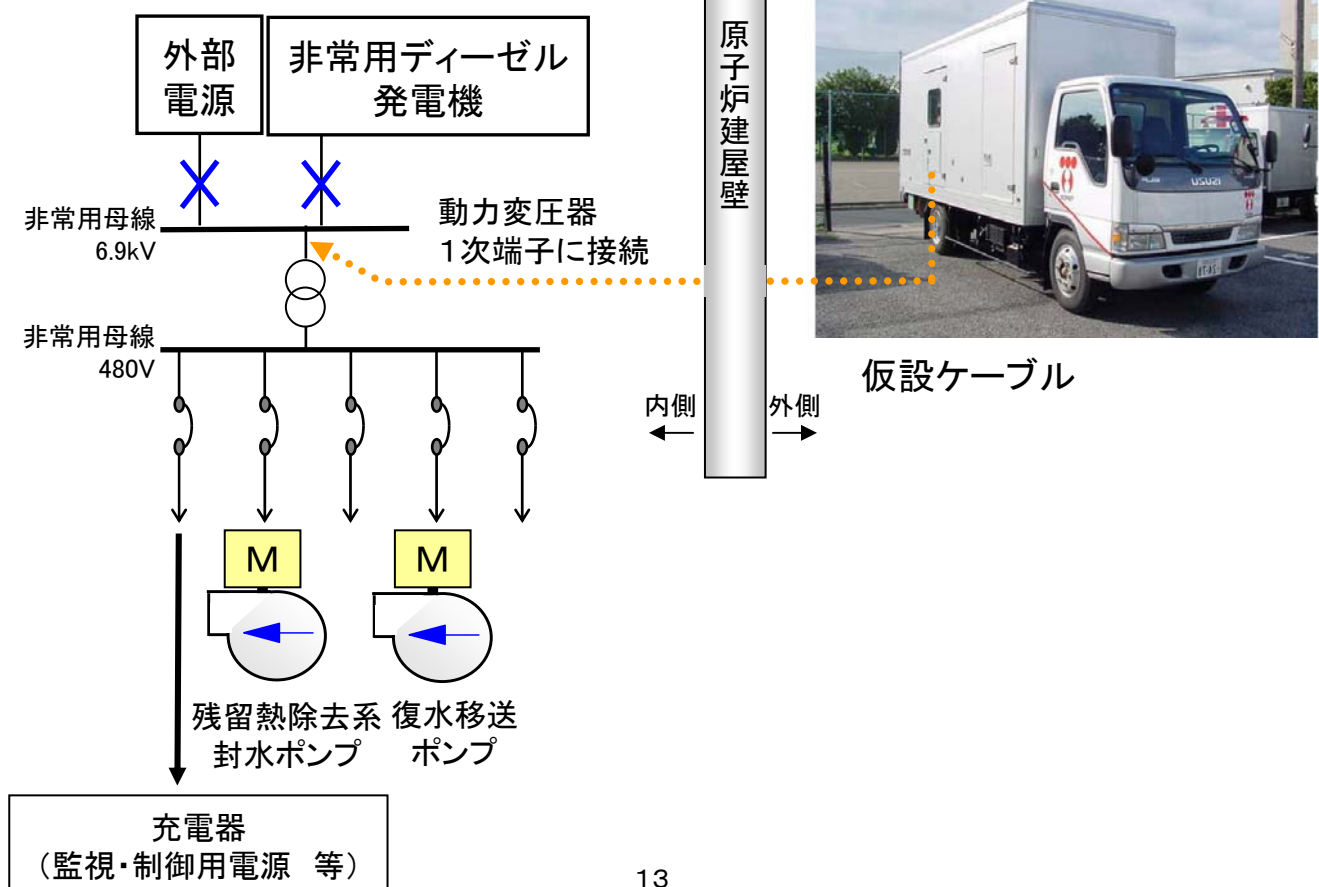 外部
電源
非常用ディーゼル
発電機
原子炉建屋壁
ISUZU
非常用母線
6.9kV
動力変圧器
1次端子に接続
非常用母線
480V
仮設ケーブル
内側
外側
M
M
残留熱除去系
封水ポンプ
復水移送
ポンプ
充電器
（監視・制御用電源　等）
13